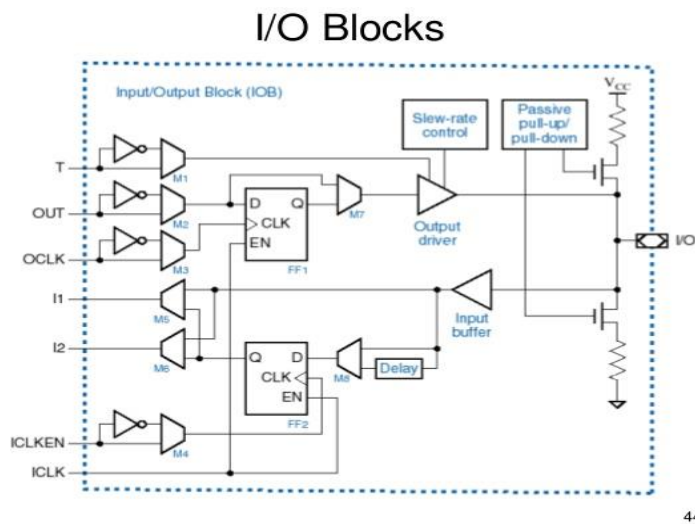 I/O Blocks
Input/Output Block (IOB)
Slew-rate
control
Passive
pull-up/
pull-down
VCC
T
M1
OUT
M2
D
Q
CLK
EN
FF1
M7
Output
driver
OCLK
M3
I/O
I1
M5
I2
M6
Q
D
CLK
EN
FF2
M8
Delay
Input
buffer
ICLKEN
M4
ICLK
44